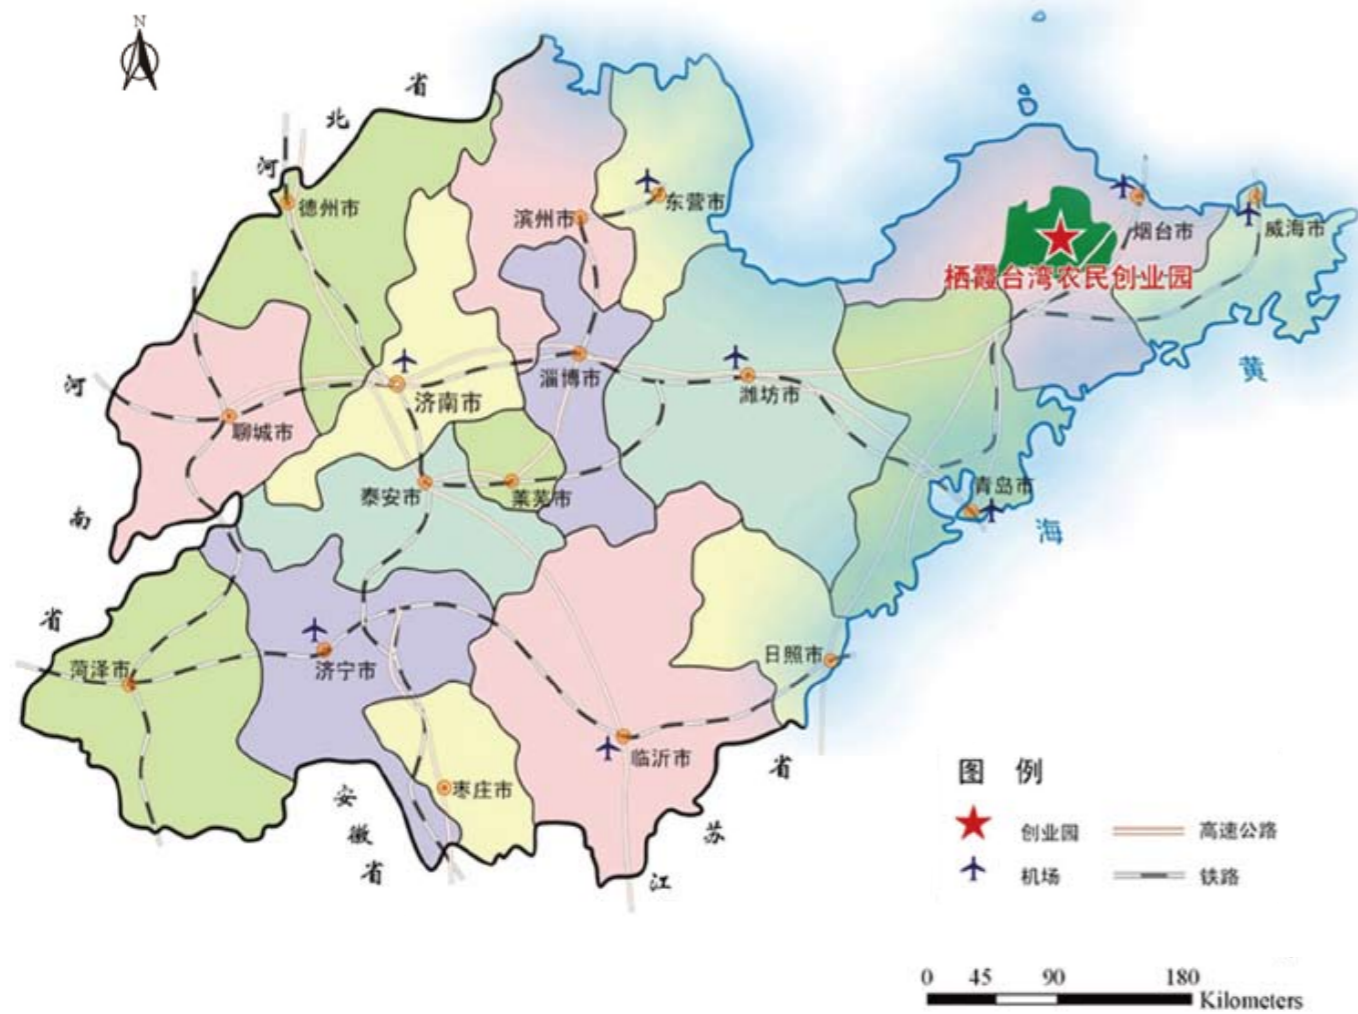 N
河
北
省
德州市
滨州市
东营市
烟台市
威海市
栖霞台湾农民创业园
河
南
省
聊城市
济南市
淄博市
潍坊市
泰安市
莱芜市
青岛市
黄
海
菏泽市
济宁市
日照市
临沂市
枣庄市
安
徽
省
江
苏
省
图 例
创业园
高速公路
机场
铁路
0 45 90 180
Kilometers